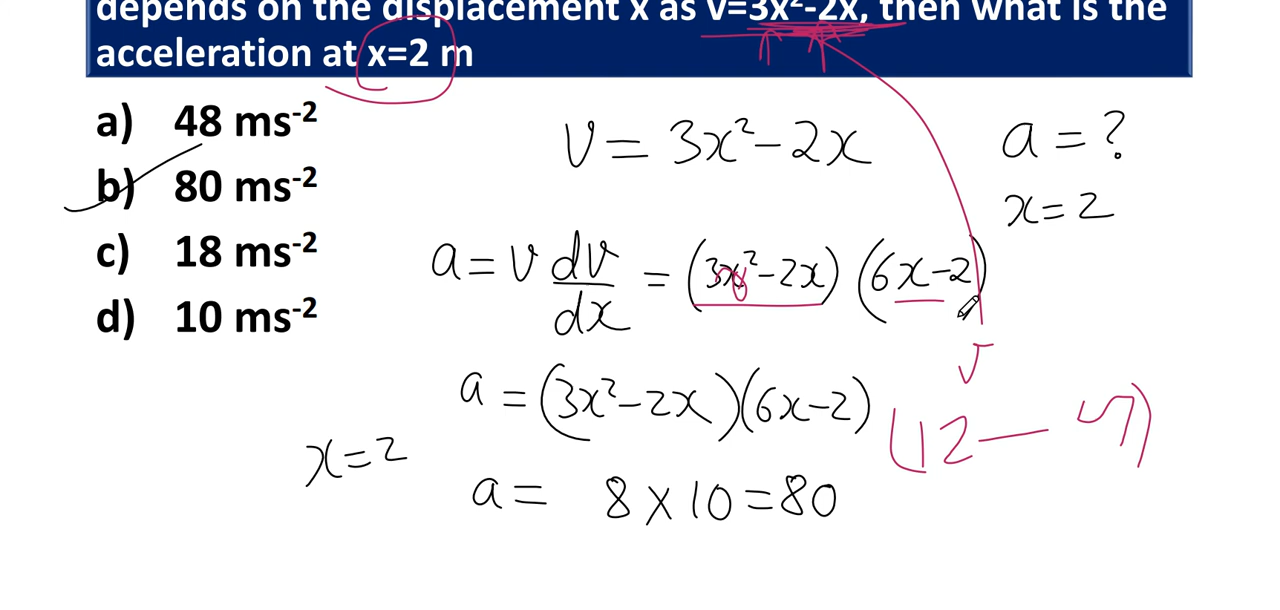 depends on the displacement x as v=3x²-2x, then what is the
acceleration at x=2 m
a) 48 ms⁻²
b) 80 ms⁻²
c) 18 ms⁻²
d) 10 ms⁻²
V = 3x² - 2x
a = ?
x = 2
a = v dv/dx = (3x² - 2x) (6x - 2)
a = (3x² - 2x)(6x - 2)
x = 2
a = 8 × 10 = 80